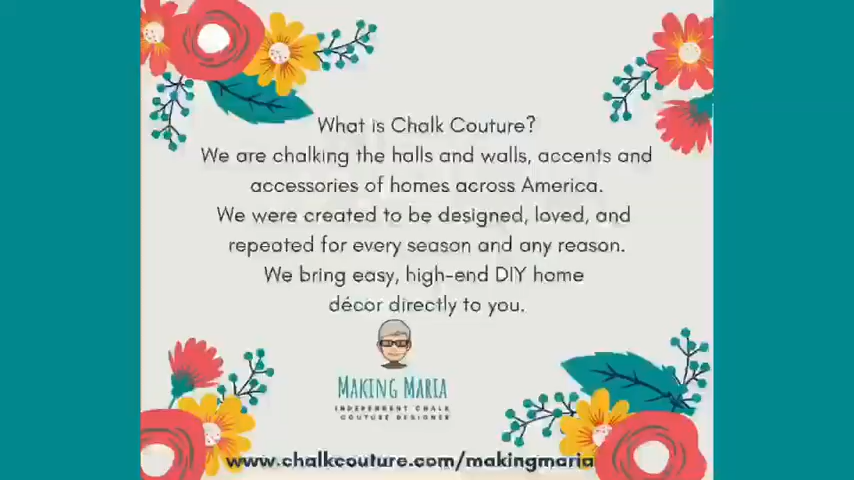 What is Chalk Couture?
We are chalking the halls and walls, accents and
accessories of homes across America.
We were created to be designed, loved, and
repeated for every season and any reason.
We bring easy, high-end DIY home
décor directly to you.
MAKING MARIA
INDEPENDENT CHALK
COUTURE DESIGNER
www.chalkcouture.com/makingmaria